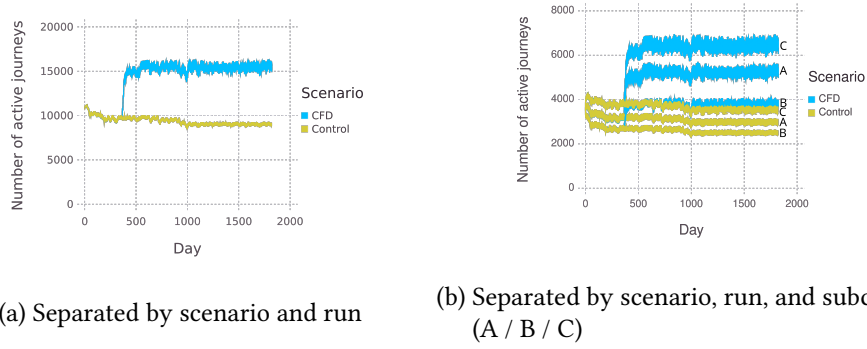 20000
15000
10000
5000
0
0
500
1000
1500
2000
Number of active journeys
Day
Scenario
CFD
Control
(a) Separated by scenario and run
8000
6000
4000
2000
0
0
500
1000
1500
2000
Number of active journeys
Day
C
A
B
C
A
B
Scenario
CFD
Control
(b) Separated by scenario, run, and
(A / B / C)